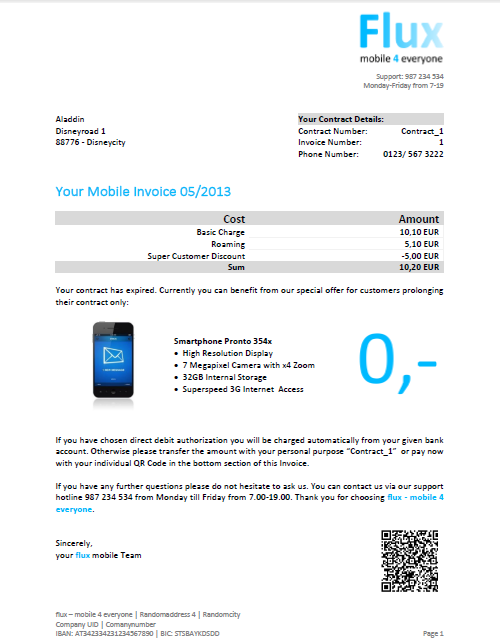 Flux
mobile 4 everyone
Support: 987 234 534
Monday-Friday from 7-19
Aladdin
Disneyroad 1
88776 - Disneycity
Your Contract Details:
Contract Number: Contract_1
Invoice Number: 1
Phone Number: 0123/ 567 3222
Your Mobile Invoice 05/2013
Cost Amount
Basic Charge 10,10 EUR
Roaming 5,10 EUR
Super Customer Discount -5,00 EUR
Sum 10,20 EUR
Your contract has expired. Currently you can benefit from our special offer for customers prolonging
their contract only:
Smartphone Pronto 354x
• High Resolution Display
• 7 Megapixel Camera with x4 Zoom
• 32GB Internal Storage
• Superspeed 3G Internet Access
0,-
If you have chosen direct debit authorization you will be charged automatically from your given bank
account. Otherwise please transfer the amount with your personal purpose “Contract_1” or pay now
with your individual QR Code in the bottom section of this Invoice.
If you have any further questions please do not hesitate to ask us. You can contact us via our support
hotline 987 234 534 from Monday till Friday from 7.00-19.00. Thank you for choosing flux - mobile 4
everyone.
Sincerely,
your flux mobile Team
flux – mobile 4 everyone | Randomaddress 4 | Randomcity
Company UID | Comanynumber
IBAN: AT342334231234567890 | BIC: STSBAYKDSDD
Page 1